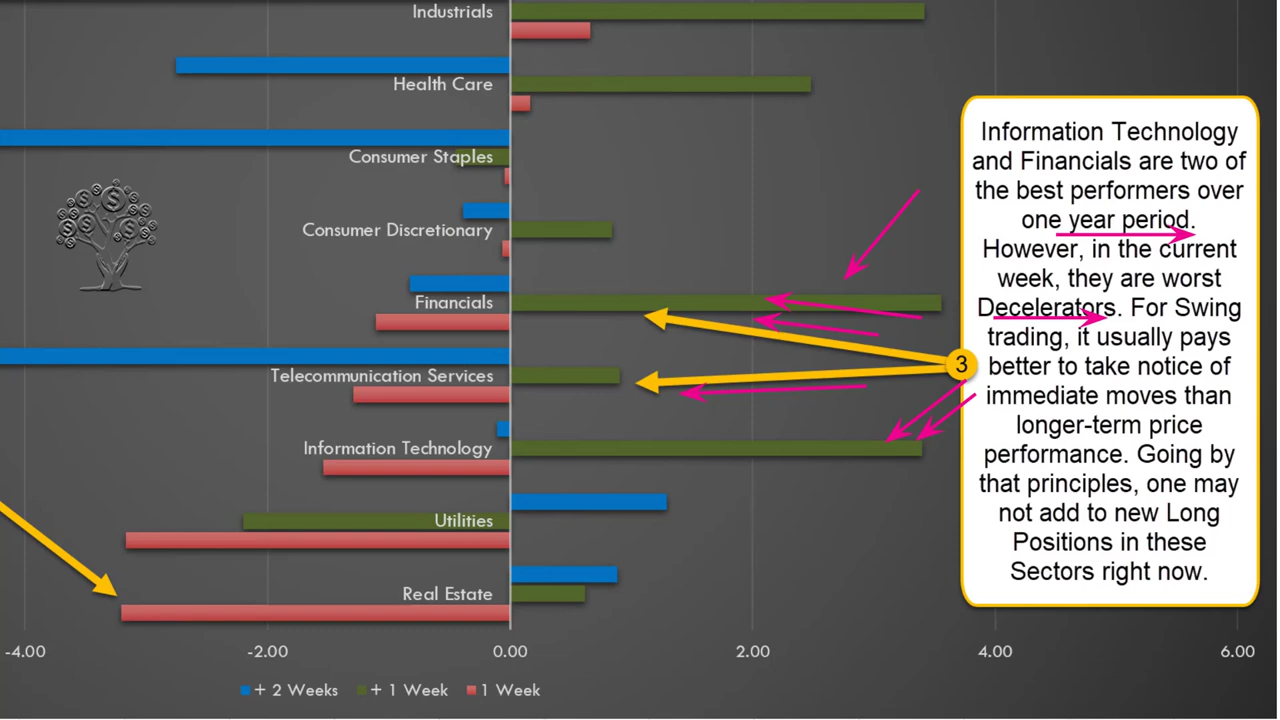 Industrials
Health Care
Consumer Staples
Consumer Discretionary
Financials
Telecommunication Services
Information Technology
Utilities
Real Estate
-4.00 -2.00 0.00 2.00 4.00 6.00
+ 2 Weeks + 1 Week 1 Week
3
Information Technology
and Financials are two of
the best performers over
one year period.
However, in the current
week, they are worst
Decelerators. For Swing
trading, it usually pays
better to take notice of
immediate moves than
longer-term price
performance. Going by
that principles, one may
not add to new Long
Positions in these
Sectors right now.